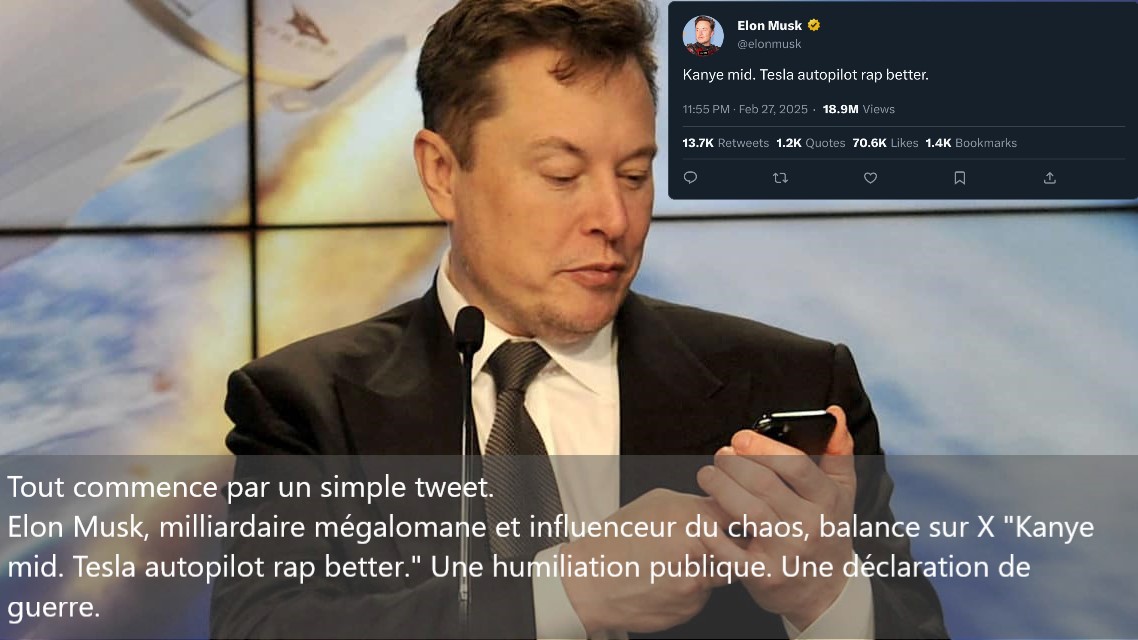 Elon Musk
@elonmusk
Kanye mid. Tesla autopilot rap better.
11:55 PM · Feb 27, 2025 · 18.9M Views
13.7K Retweets 1.2K Quotes 70.6K Likes 1.4K Bookmarks
Tout commence par un simple tweet.
Elon Musk, milliardaire mégalomane et influenceur du chaos, balance sur X "Kanye
mid. Tesla autopilot rap better." Une humiliation publique. Une déclaration de
guerre.